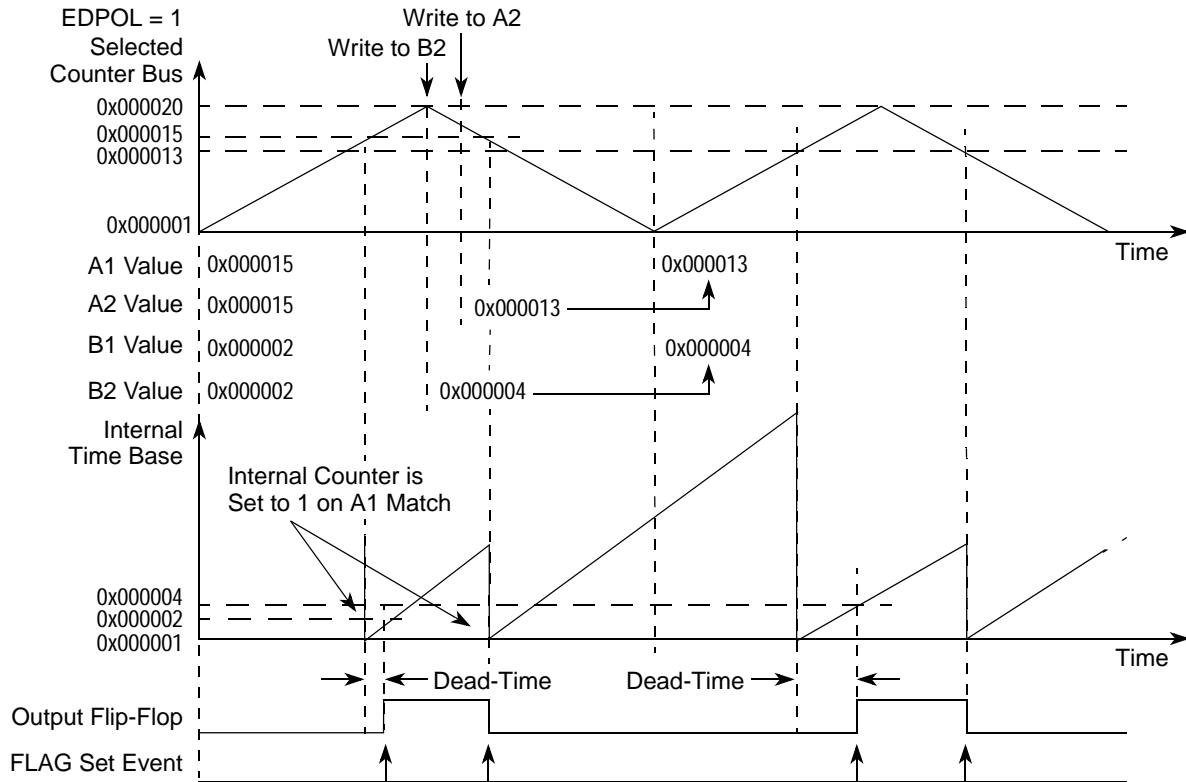 EDPOL = 1
Write to A2
Selected
Counter Bus
Write to B2
0x000020
0x000015
0x000013
0x000001
Time
A1 Value 0x000015 0x000013
A2 Value 0x000015 0x000013
B1 Value 0x000002 0x000004
B2 Value 0x000002 0x000004
Internal
Time Base
Internal Counter is
Set to 1 on A1 Match
0x000004
0x000002
0x000001
Time
Dead-Time Dead-Time
Output Flip-Flop
FLAG Set Event